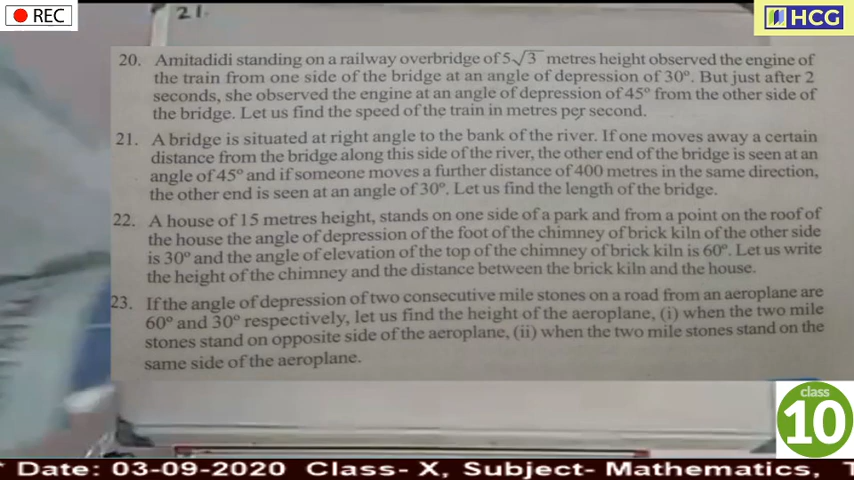 REC
21.
HCG
20. Amitadidi standing on a railway overbridge of 5√3 metres height observed the engine of
the train from one side of the bridge at an angle of depression of 30º. But just after 2
seconds, she observed the engine at an angle of depression of 45º from the other side of
the bridge. Let us find the speed of the train in metres per second.
21. A bridge is situated at right angle to the bank of the river. If one moves away a certain
distance from the bridge along this side of the river, the other end of the bridge is seen at an
angle of 45º and if someone moves a further distance of 400 metres in the same direction,
the other end is seen at an angle of 30º. Let us find the length of the bridge.
22. A house of 15 metres height, stands on one side of a park and from a point on the roof of
the house the angle of depression of the foot of the chimney of brick kiln of the other side
is 30º and the angle of elevation of the top of the chimney of brick kiln is 60º. Let us write
the height of the chimney and the distance between the brick kiln and the house.
23. If the angle of depression of two consecutive mile stones on a road from an aeroplane are
60º and 30º respectively, let us find the height of the aeroplane, (i) when the two mile
stones stand on opposite side of the aeroplane, (ii) when the two mile stones stand on the
same side of the aeroplane.
class
10
* Date: 03-09-2020 Class- X, Subject- Mathematics, T